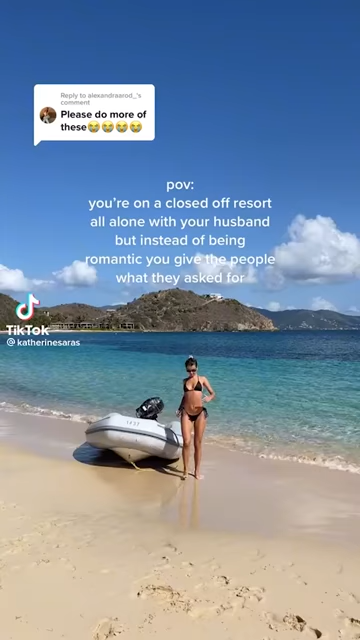 Reply to alexandraarod_'s
comment
Please do more of
these😂😂😂😂
pov:
you're on a closed off resort
all alone with your husband
but instead of being
romantic you give the people
what they asked for
TikTok
@katherinesaras